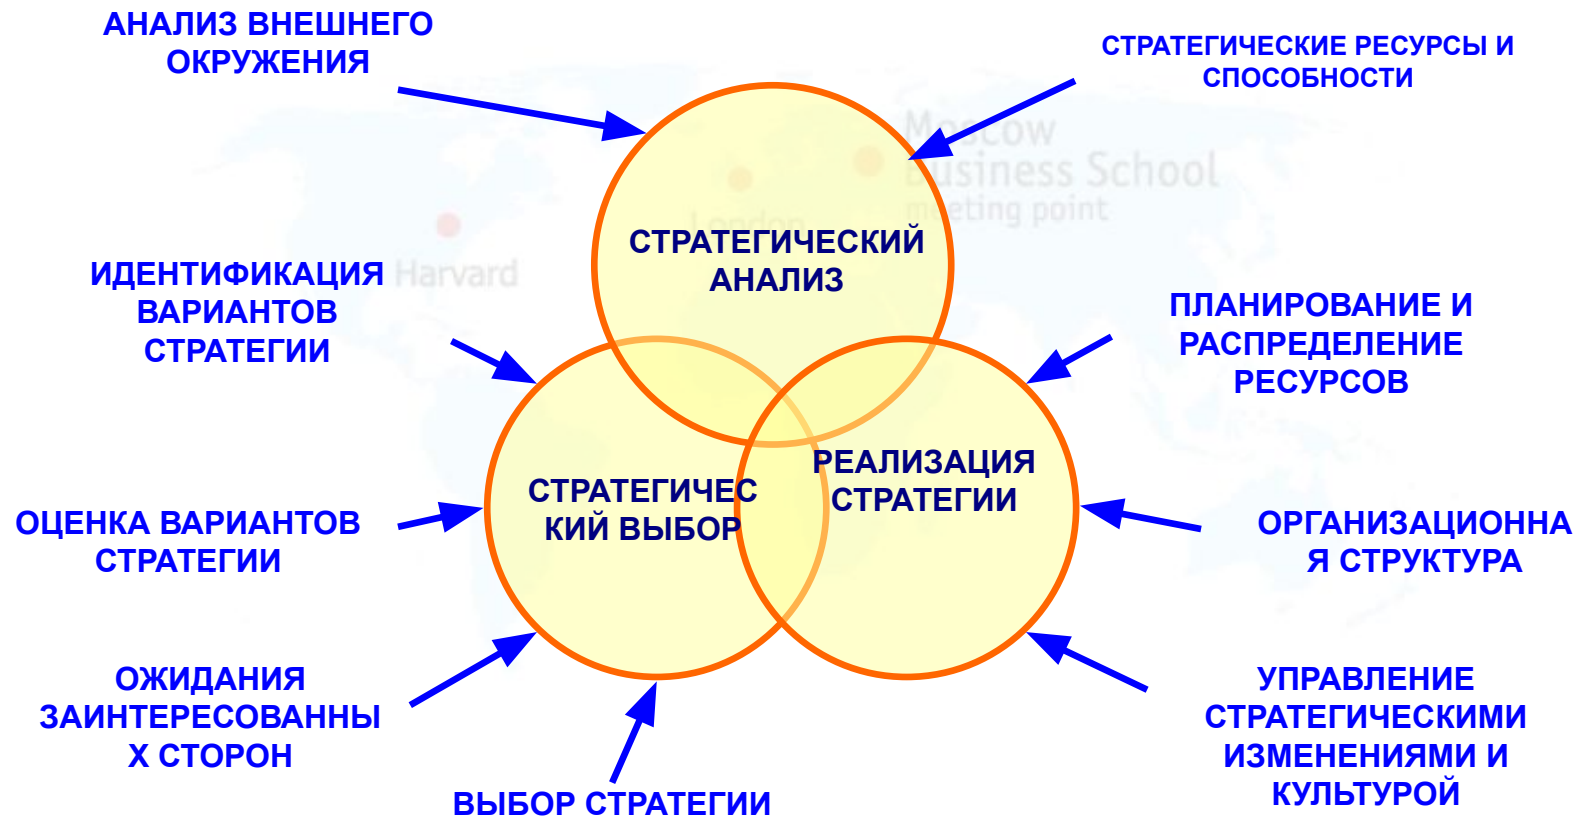 АНАЛИЗ ВНЕШНЕГО
ОКРУЖЕНИЯ
СТРАТЕГИЧЕСКИЕ РЕСУРСЫ И
СПОСОБНОСТИ
Moscow
Business School
meeting point
London
Harvard
СТРАТЕГИЧЕСКИЙ
АНАЛИЗ
ИДЕНТИФИКАЦИЯ
ВАРИАНТОВ
СТРАТЕГИИ
ПЛАНИРОВАНИЕ И
РАСПРЕДЕЛЕНИЕ
РЕСУРСОВ
СТРАТЕГИЧЕС
КИЙ ВЫБОР
РЕАЛИЗАЦИЯ
СТРАТЕГИИ
ОЦЕНКА ВАРИАНТОВ
СТРАТЕГИИ
ОРГАНИЗАЦИОННА
Я СТРУКТУРА
ОЖИДАНИЯ
ЗАИНТЕРЕСОВАННЫ
Х СТОРОН
ВЫБОР СТРАТЕГИИ
УПРАВЛЕНИЕ
СТРАТЕГИЧЕСКИМИ
ИЗМЕНЕНИЯМИ И
КУЛЬТУРОЙ